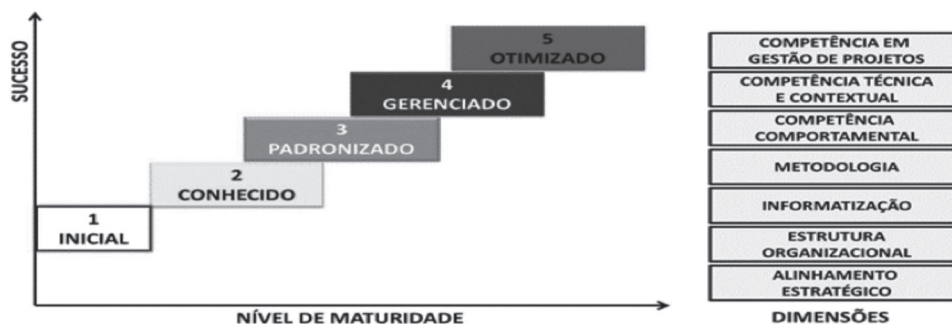 SUCESSO
5
OTIMIZADO
4
GERENCIADO
3
PADRONIZADO
2
CONHECIDO
1
INICIAL
NÍVEL DE MATURIDADE
COMPETÊNCIA EM
GESTÃO DE PROJETOS
COMPETÊNCIA TÉCNICA
E CONTEXTUAL
COMPETÊNCIA
COMPORTAMENTAL
METODOLOGIA
INFORMATIZAÇÃO
ESTRUTURA
ORGANIZACIONAL
ALINHAMENTO
ESTRATÉGICO
DIMENSÕES